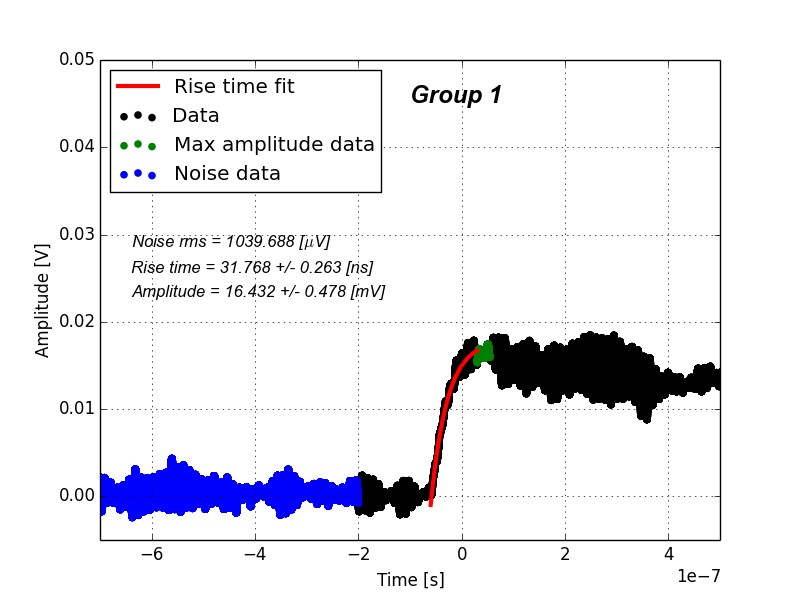 Group 1
Rise time fit
Data
Max amplitude data
Noise data
Noise rms = 1039.688 [μV]
Rise time = 31.768 +/- 0.263 [ns]
Amplitude = 16.432 +/- 0.478 [mV]
Amplitude [V]
0.05
0.04
0.03
0.02
0.01
0.00
−6 −4 −2 0 2 4
1e−7
Time [s]